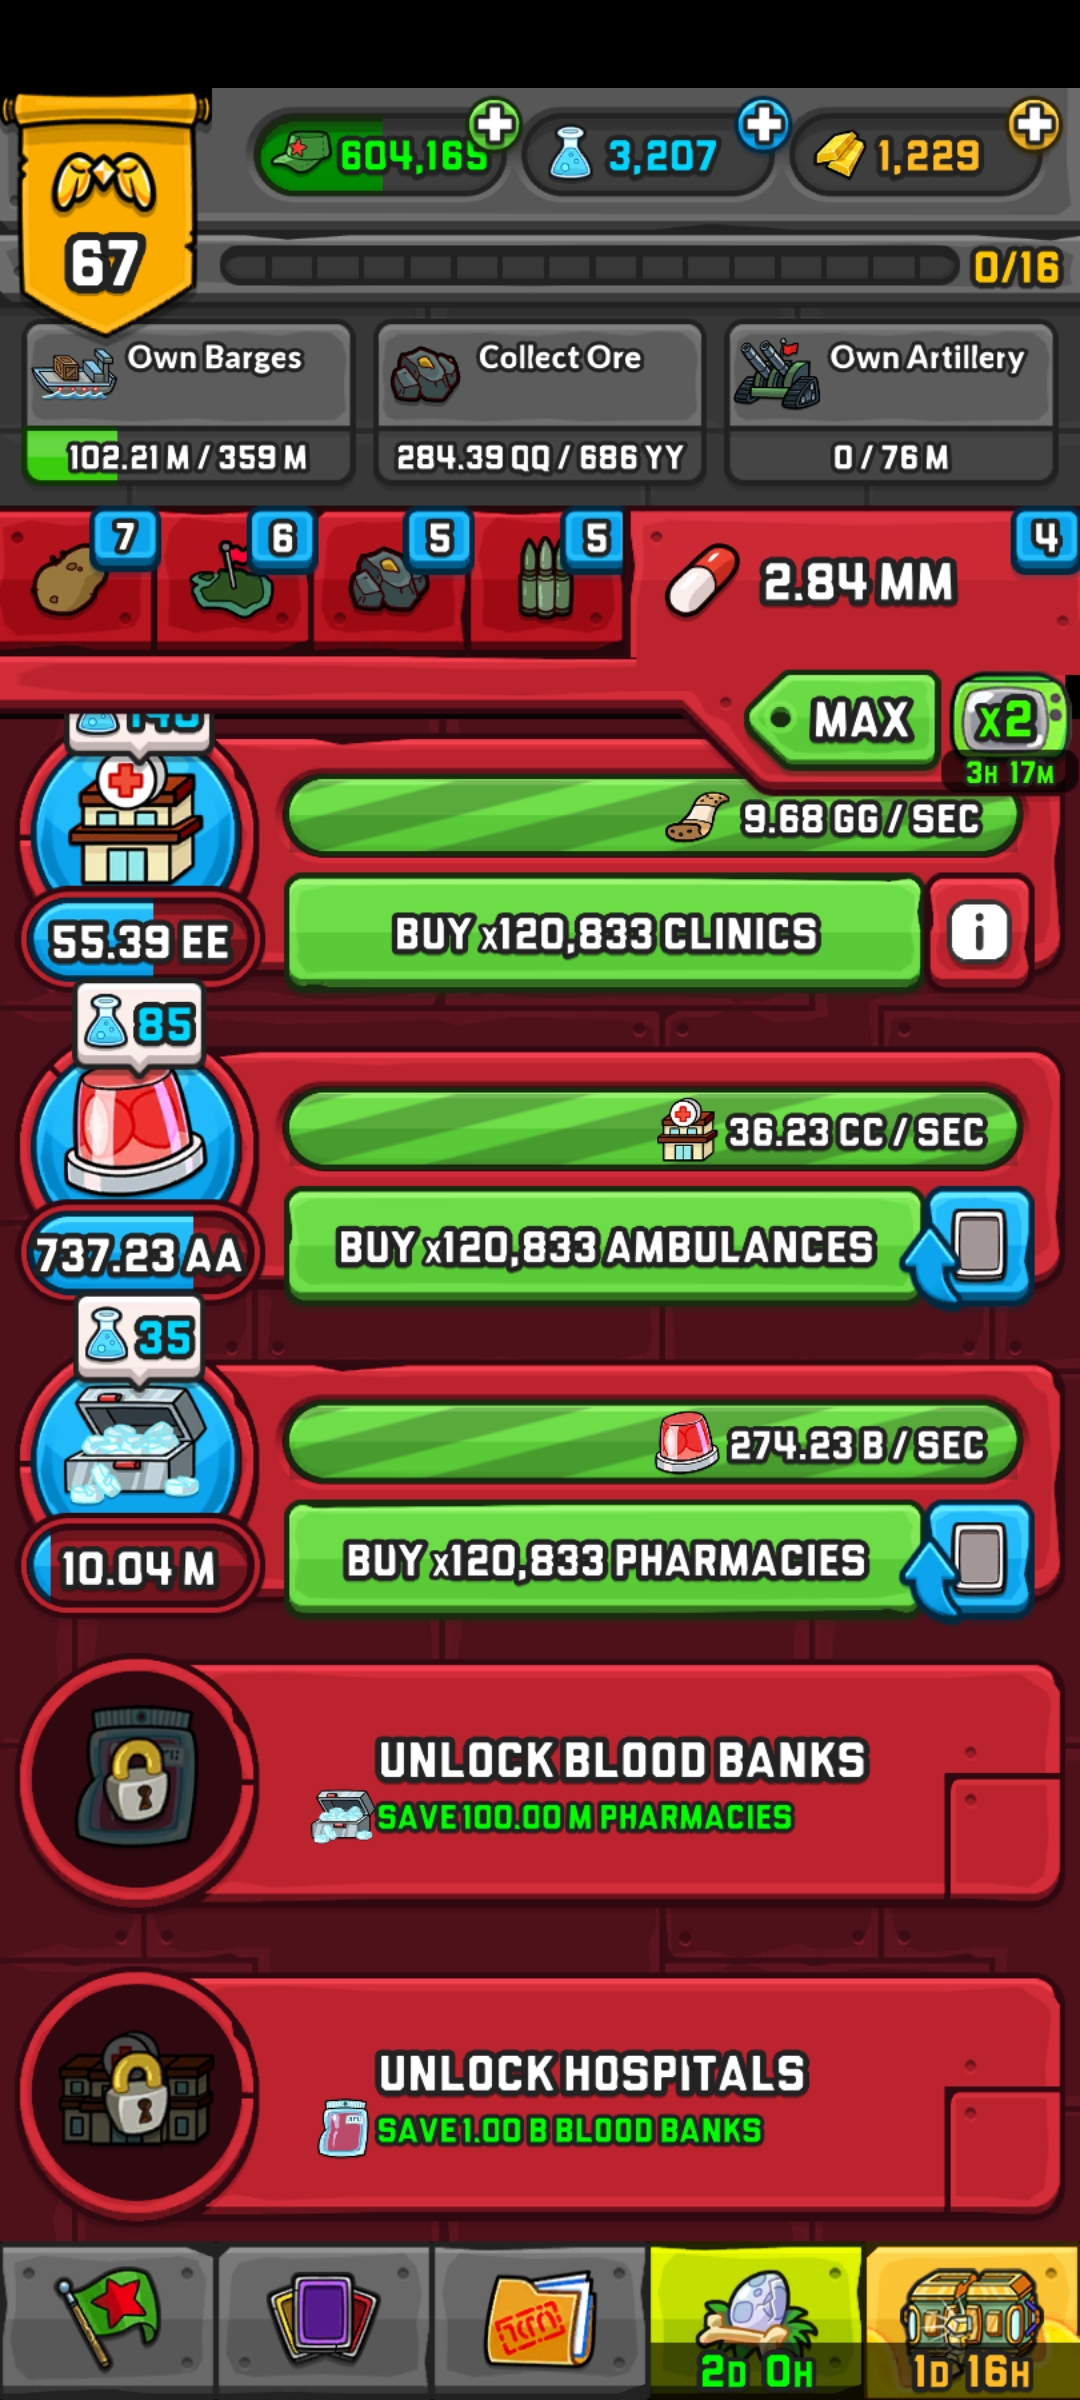 67
604,165
3,207
1,229
0/16
Own Barges
102.21 M / 359 M
Collect Ore
284.39 QQ / 686 YY
Own Artillery
0 / 76 M
7
6
5
5
4
2.84 MM
MAX
x2
3H 17M
9.68 GG / SEC
55.39 EE
BUY x120,833 CLINICS
i
85
36.23 CC / SEC
737.23 AA
BUY x120,833 AMBULANCES
35
274.23 B / SEC
10.04 M
BUY x120,833 PHARMACIES
UNLOCK BLOOD BANKS
SAVE 100.00 M PHARMACIES
UNLOCK HOSPITALS
SAVE 1.00 B BLOOD BANKS
2D 0H
1D 16H